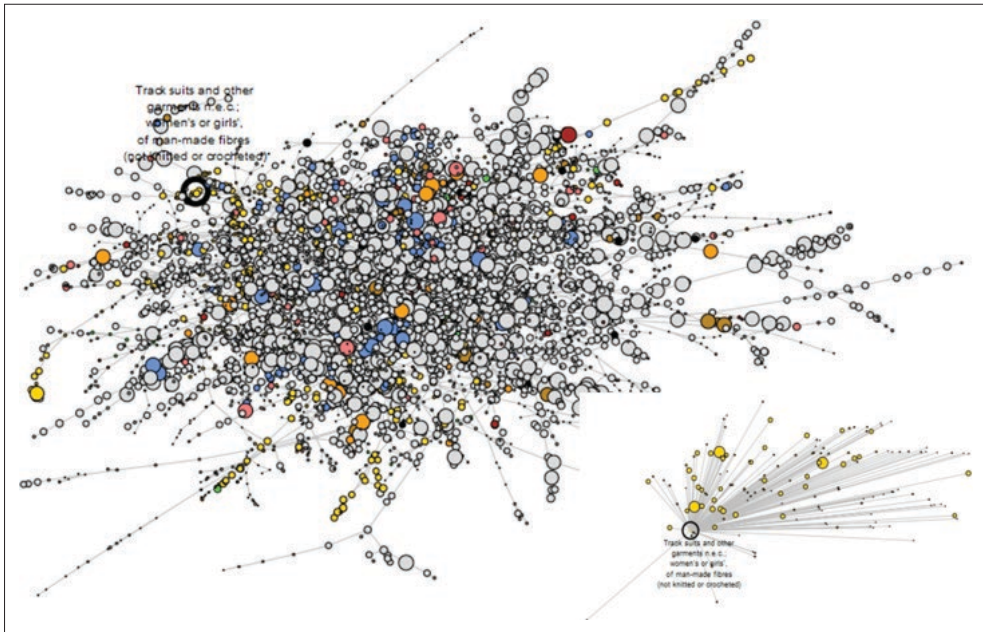 Track suits and other
garments n.e.c.;
women's or girls',
of man-made fibres
(not knitted or crocheted)
Track suits and other
garments n.e.c.;
women's or girls',
of man-made fibres
(not knitted or crocheted)